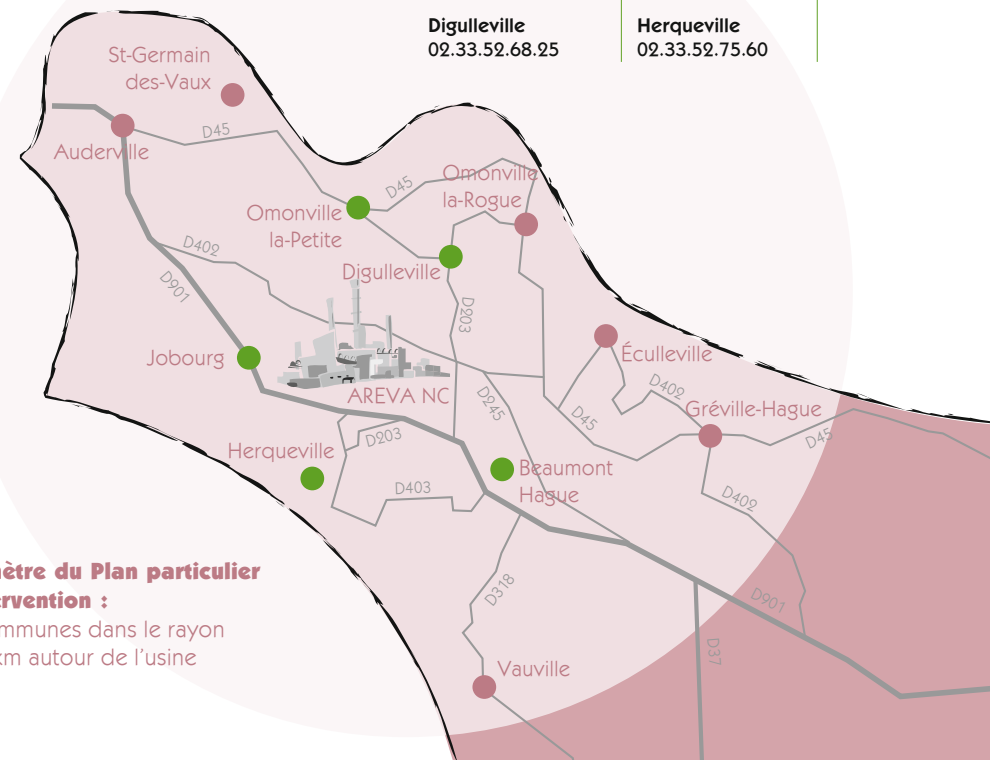 Digulleville
02.33.52.68.25
Herqueville
02.33.52.75.60
St-Germain
des-Vaux
Auderville
D45
Omonville
la-Rogue
D45
Omonville
la-Petite
D402
Digulleville
D901
D203
Jobourg
AREVA NC
Éculleville
D402
Gréville-Hague
D245
D45
D45
D203
Herqueville
Beaumont
Hague
D403
D402
ètre du Plan particulier
ervention :
mmunes dans le rayon
km autour de l'usine
D318
D901
D37
Vauville